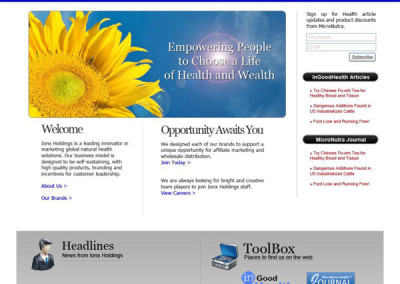 Empowering People
to Choose a Life
of Health and Wealth
Sign up for Health article
updates and product discounts
from MicroNutra.
First Name
Email
Subscribe
InGoodHealth Articles
» Try Chinese Pu-erh Tea for
Healthy Blood and Tissue
» Dangerous Additives Found in
US Industrialized Cattle
» Foot Loose and Running Free!
MicroNutra Journal
» Try Chinese Pu-erh Tea for
Healthy Blood and Tissue
» Dangerous Additives Found in
US Industrialized Cattle
» Foot Loose and Running Free!
Welcome
Ionx Holdings is a leading innovator in
marketing global natural health
solutions. Our business model is
designed to be self-sustaining, with
high quality products, branding and
incentives for customer leadership.
About Us >
Our Brands >
Opportunity Awaits You
We designed each of our brands to support a
unique opportunity for affiliate marketing and
wholesale distribution.
Join Today >
We are always looking for bright and creative
team players to join Ionx Holdings staff.
View Careers >
Headlines
News from Ionx Holdings
ToolBox
Places to find us on the web
in Good
JOURNAL